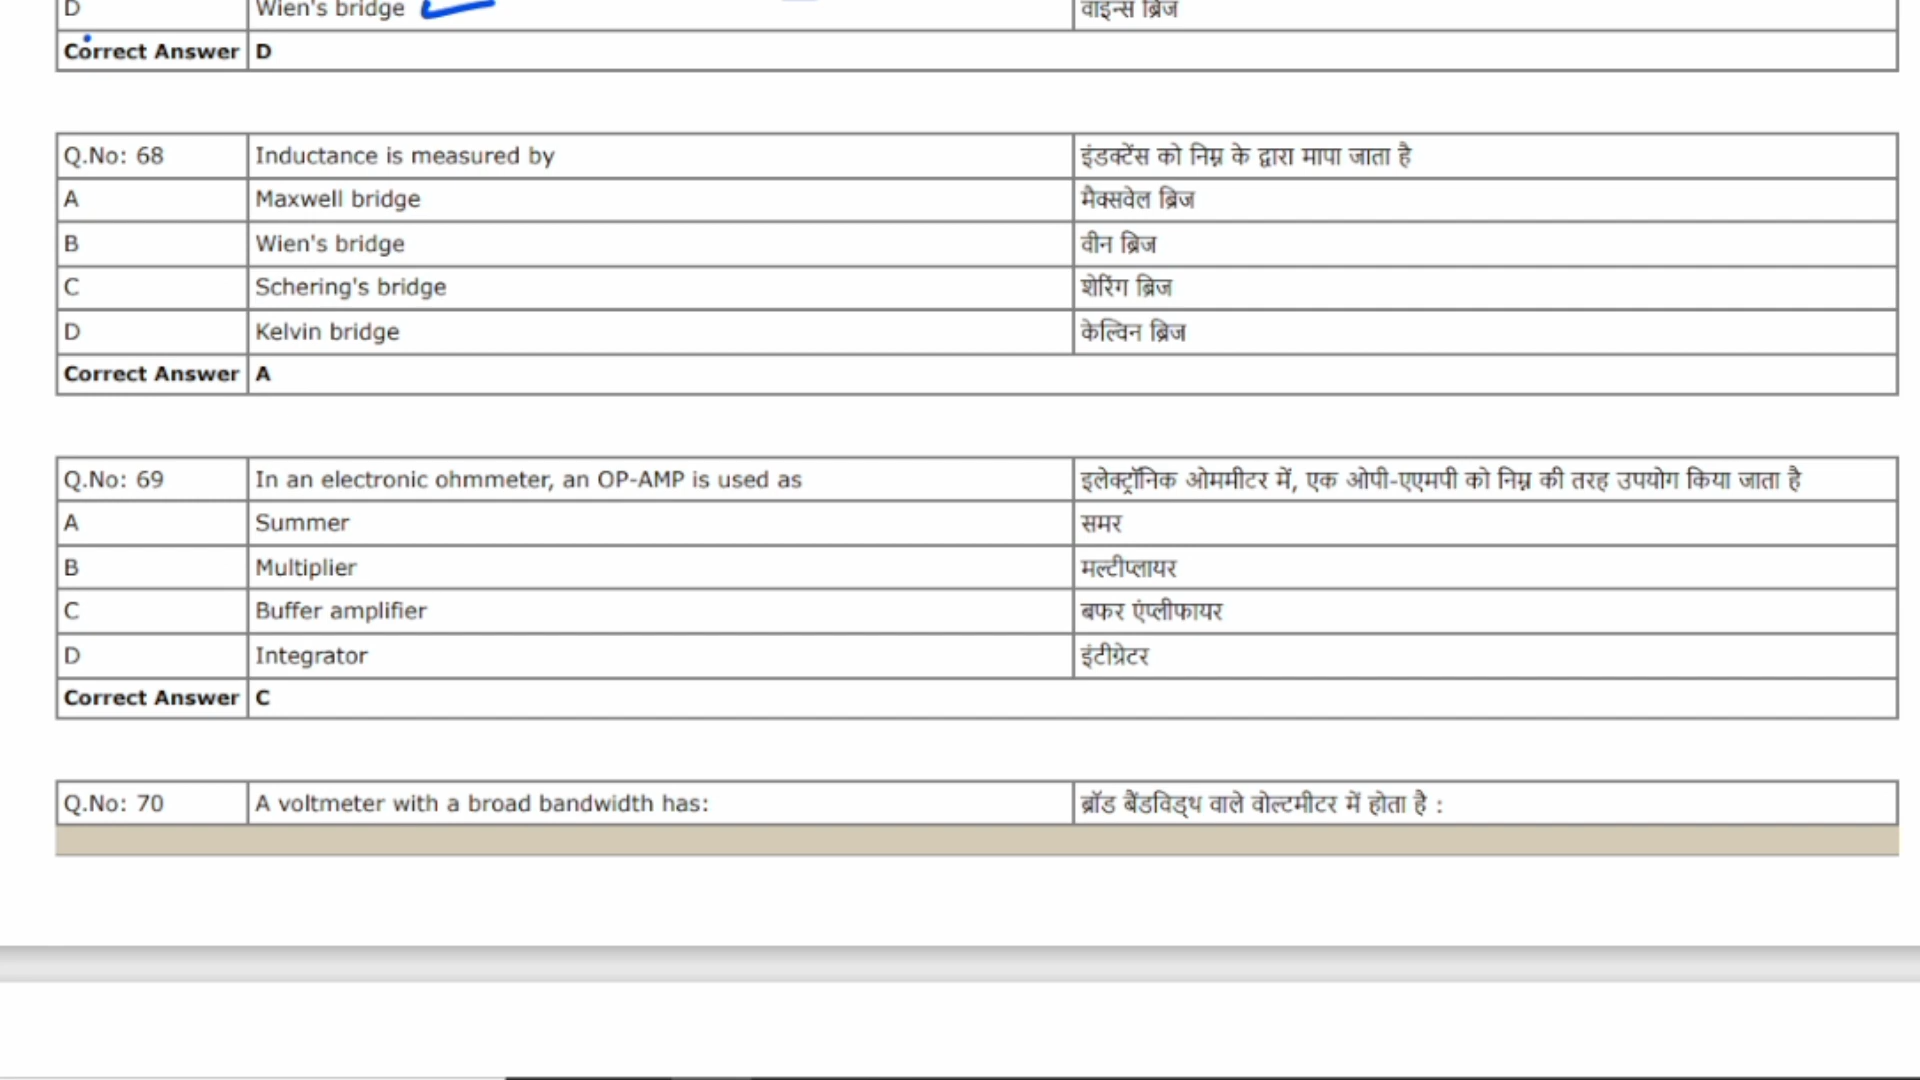 D Wien's bridge वाइन्स ब्रिज
Correct Answer D
Q.No: 68 Inductance is measured by इंडक्टेंस को निम्न के द्वारा मापा जाता है
A Maxwell bridge मैक्सवेल ब्रिज
B Wien's bridge वीन ब्रिज
C Schering's bridge शेरिंग ब्रिज
D Kelvin bridge केल्विन ब्रिज
Correct Answer A
Q.No: 69 In an electronic ohmmeter, an OP-AMP is used as इलेक्ट्रॉनिक ओममीटर में, एक ओपी-एएमपी को निम्न की तरह उपयोग किया जाता है
A Summer समर
B Multiplier मल्टीप्लायर
C Buffer amplifier बफर एंप्लीफायर
D Integrator इंटीग्रेटर
Correct Answer C
Q.No: 70 A voltmeter with a broad bandwidth has: ब्रॉड बैंडविड्थ वाले वोल्टमीटर में होता है :